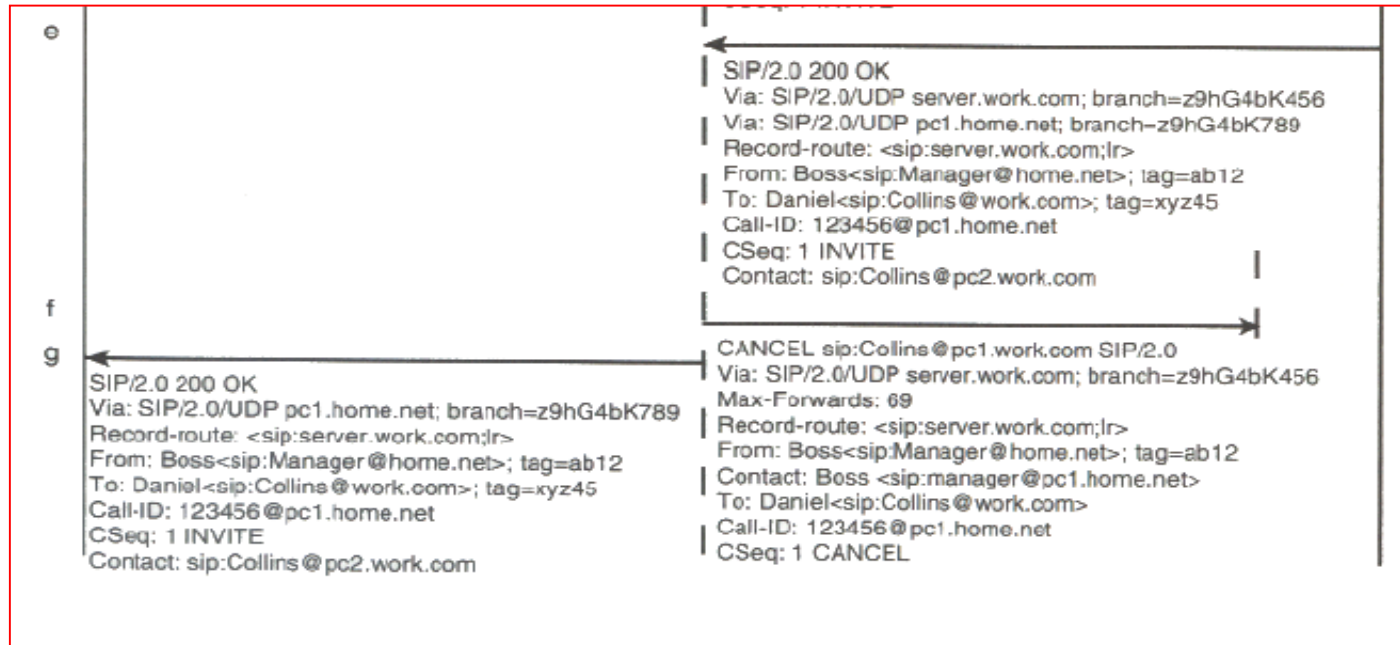 e
SIP/2.0 200 OK
Via: SIP/2.0/UDP server.work.com; branch=z9hG4bK456
Via: SIP/2.0/UDP pc1.home.net; branch=z9hG4bK789
Record-route: <sip:server.work.com;lr>
From: Boss<sip:Manager@home.net>; tag=ab12
To: Daniel<sip:Collins@work.com>; tag=xyz45
Call-ID: 123456@pc1.home.net
CSeq: 1 INVITE
Contact: sip:Collins@pc2.work.com
f
CANCEL sip:Collins@pc1.work.com SIP/2.0
Via: SIP/2.0/UDP server.work.com; branch=z9hG4bK456
Max-Forwards: 69
Record-route: <sip:server.work.com;lr>
From: Boss<sip:Manager@home.net>; tag=ab12
Contact: Boss <sip:manager@pc1.home.net>
To: Daniel<sip:Collins@work.com>
Call-ID: 123456@pc1.home.net
CSeq: 1 CANCEL
g
SIP/2.0 200 OK
Via: SIP/2.0/UDP pc1.home.net; branch=z9hG4bK789
Record-route: <sip:server.work.com;lr>
From: Boss<sip:Manager@home.net>; tag=ab12
To: Daniel<sip:Collins@work.com>; tag=xyz45
Call-ID: 123456@pc1.home.net
CSeq: 1 INVITE
Contact: sip:Collins@pc2.work.com